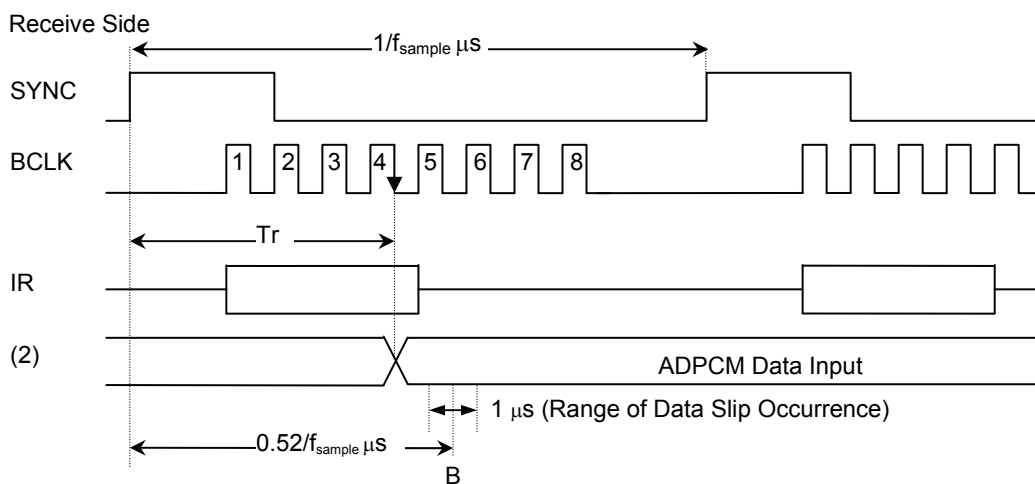 Receive Side
1/fsample μs
SYNC
BCLK
1 2 3 4 5 6 7 8
Tr
IR
(2)
ADPCM Data Input
1 μs (Range of Data Slip Occurrence)
0.52/fsample μs
B